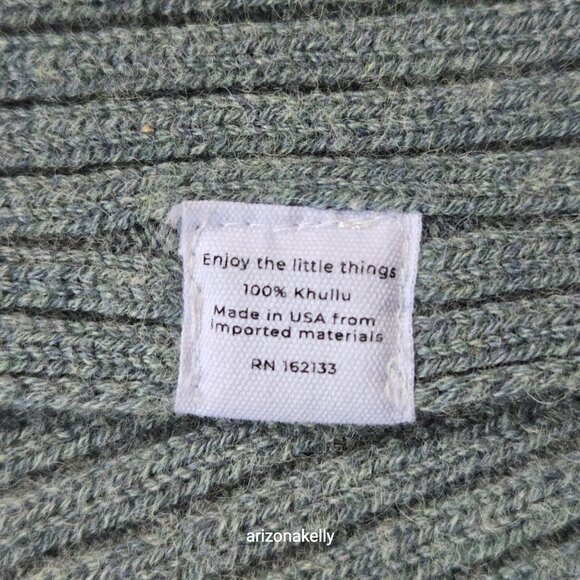 Enjoy the little things
100% Khullu
Made in USA from
imported materials
RN 162133
arizonakelly